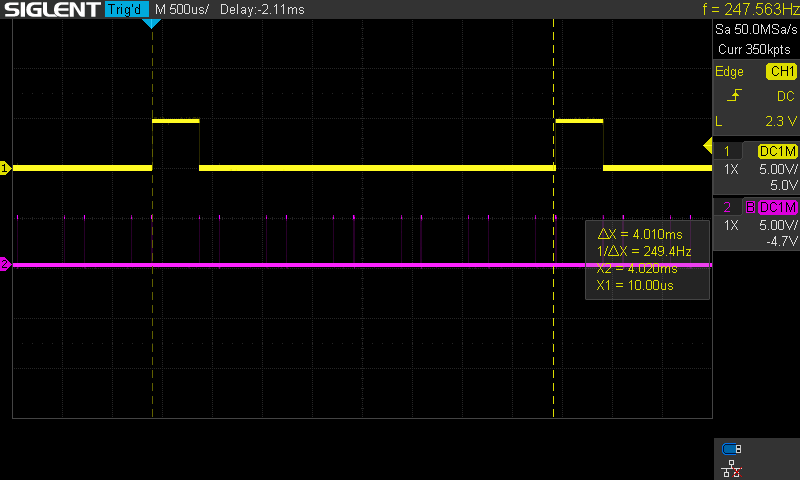 SIGLENT Trig'd M 500us/ Delay:-2.11ms f = 247.563Hz
Sa 50.0MSa/s
Curr 350kpts
Edge CH1
DC
L 2.3 V
1 DC1M
1X 5.00V/
5.0V
2 B DC1M
1X 5.00V/
-4.7V
1
2
ΔX = 4.010ms
1/ΔX = 249.4Hz
X2 = 4.020ms
X1 = 10.00us